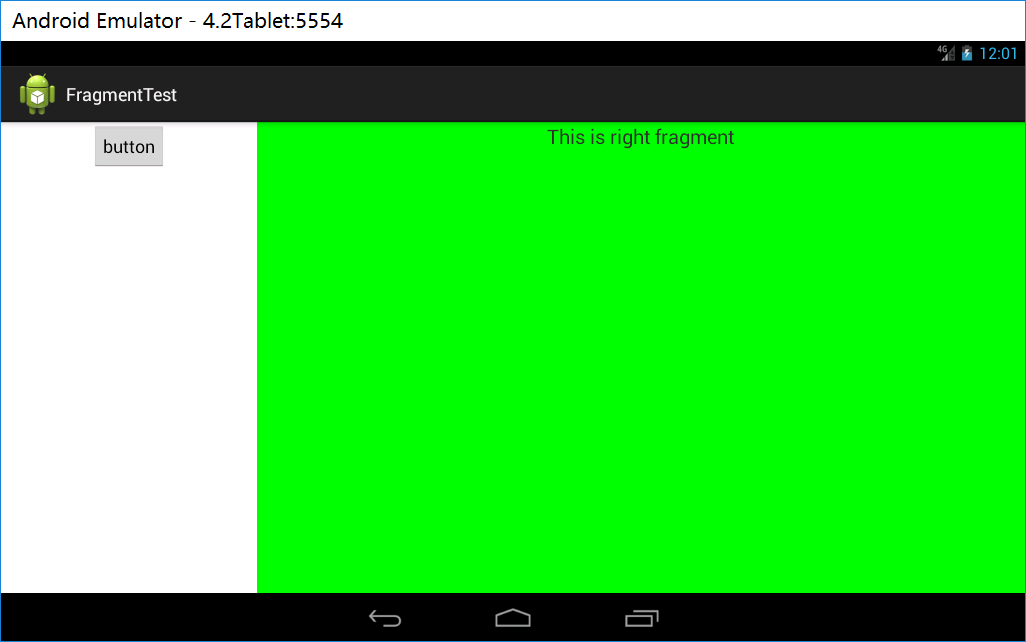 Android Emulator - 4.2Tablet:5554
4G 12:01
FragmentTest
button
This is right fragment